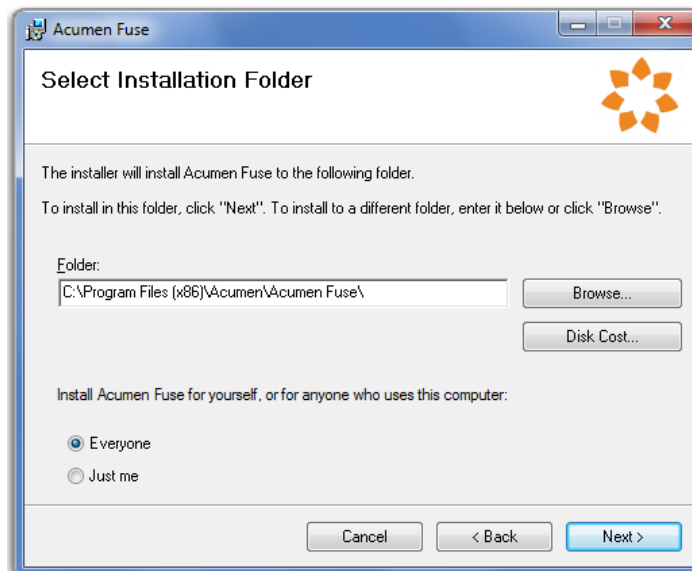 Acumen Fuse
Select Installation Folder
The installer will install Acumen Fuse to the following folder.
To install in this folder, click "Next". To install to a different folder, enter it below or click "Browse".
Folder:
C:\Program Files (x86)\Acumen\Acumen Fuse\
Browse...
Disk Cost...
Install Acumen Fuse for yourself, or for anyone who uses this computer:
Everyone
Just me
Cancel
< Back
Next >